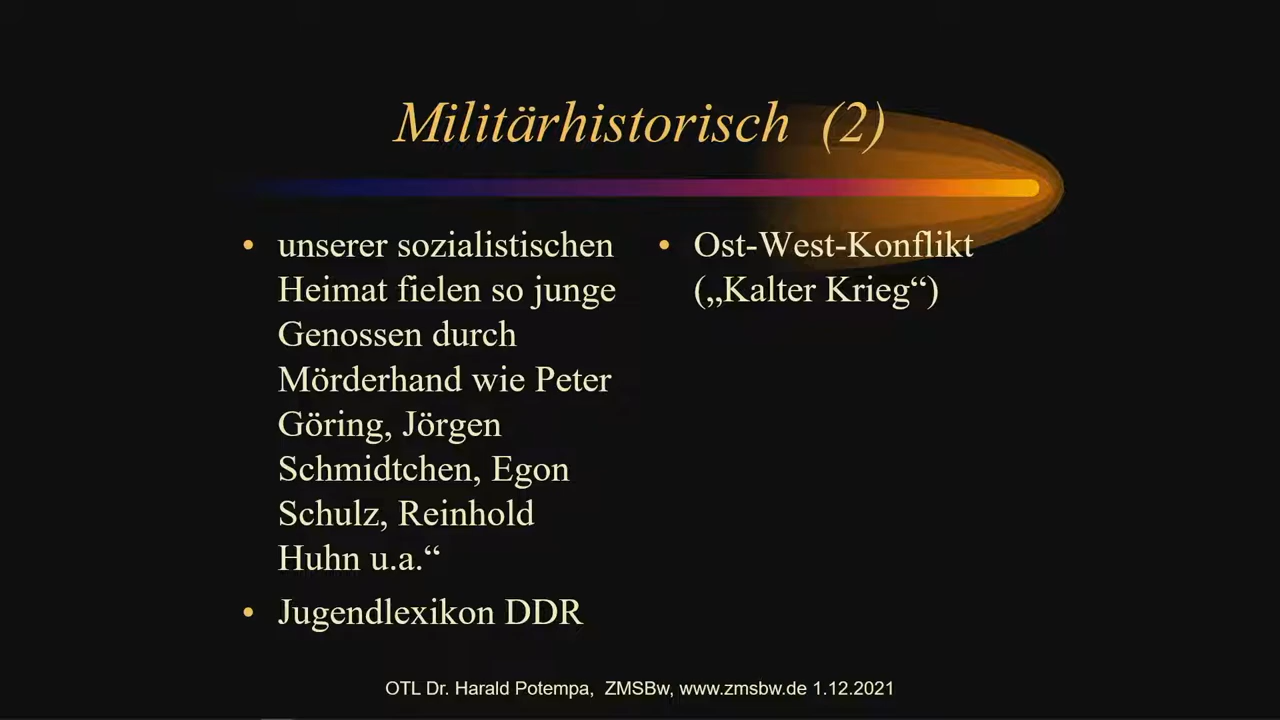 Militärhistorisch (2)
• unserer sozialistischen
Heimat fielen so junge
Genossen durch
Mörderhand wie Peter
Göring, Jörgen
Schmidtchen, Egon
Schulz, Reinhold
Huhn u.a.“
• Jugendlexikon DDR
• Ost-West-Konflikt
(„Kalter Krieg“)
OTL Dr. Harald Potempa, ZMSBw, www.zmsbw.de 1.12.2021